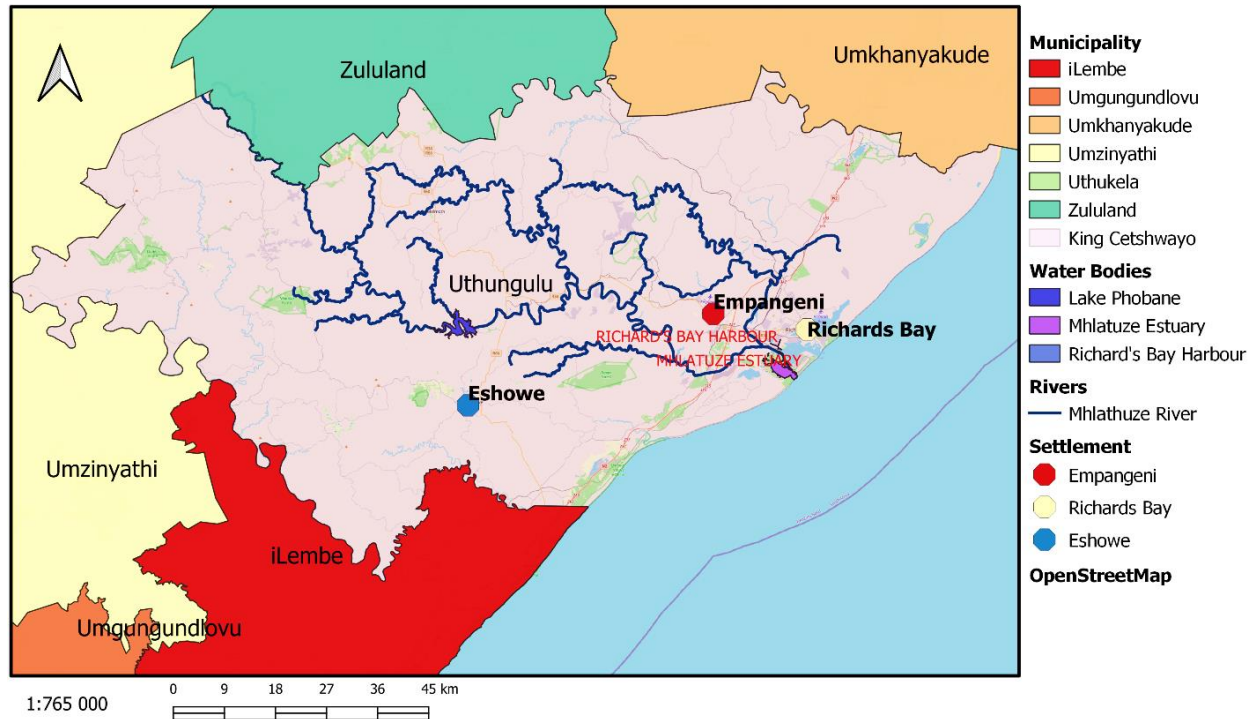 Zululand
Umkhanyakude
Uthungulu
Empangeni
Richards Bay
RICHARD'S BAY HARBOUR
MHLATUZE ESTUARY
Eshowe
Umzinyathi
iLembe
Umgungundlovu
Municipality
iLembe
Umgungundlovu
Umkhanyakude
Umzinyathi
Uthukela
Zululand
King Cetshwayo
Water Bodies
Lake Phobane
Mhlatuze Estuary
Richard's Bay Harbour
Rivers
Mhlathuze River
Settlement
Empangeni
Richards Bay
Eshowe
OpenStreetMap
1:765 000
0 9 18 27 36 45 km